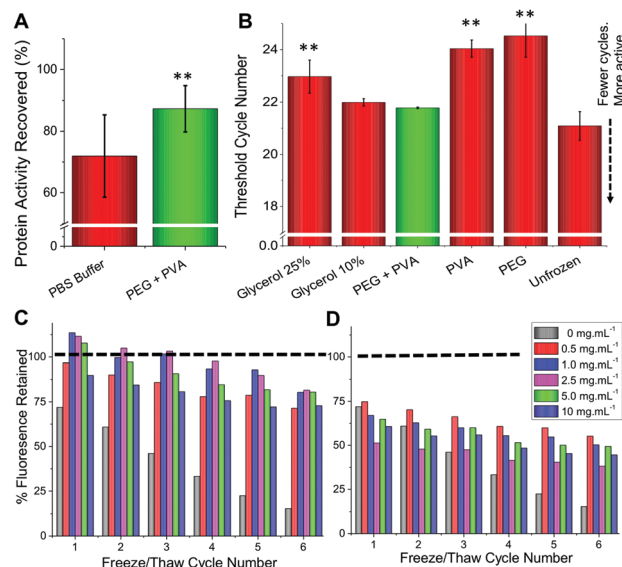 A
Protein Activity Recovered (%)
100
80
60
0
**
PBS Buffer
PEG + PVA
B
Threshold Cycle Number
24
22
20
18
0.0
**
**
**
Glycerol 25%
Glycerol 10%
PEG + PVA
PVA
PEG
Unfrozen
Fewer cycles.
More active
C
% Fluoresence Retained
100
75
50
25
0
1 2 3 4 5 6
Freeze/Thaw Cycle Number
D
100
75
50
25
0
1 2 3 4 5 6
Freeze/Thaw Cycle Number
0 mg.mL⁻¹
0.5 mg.mL⁻¹
1.0 mg.mL⁻¹
2.5 mg.mL⁻¹
5.0 mg.mL⁻¹
10 mg.mL⁻¹